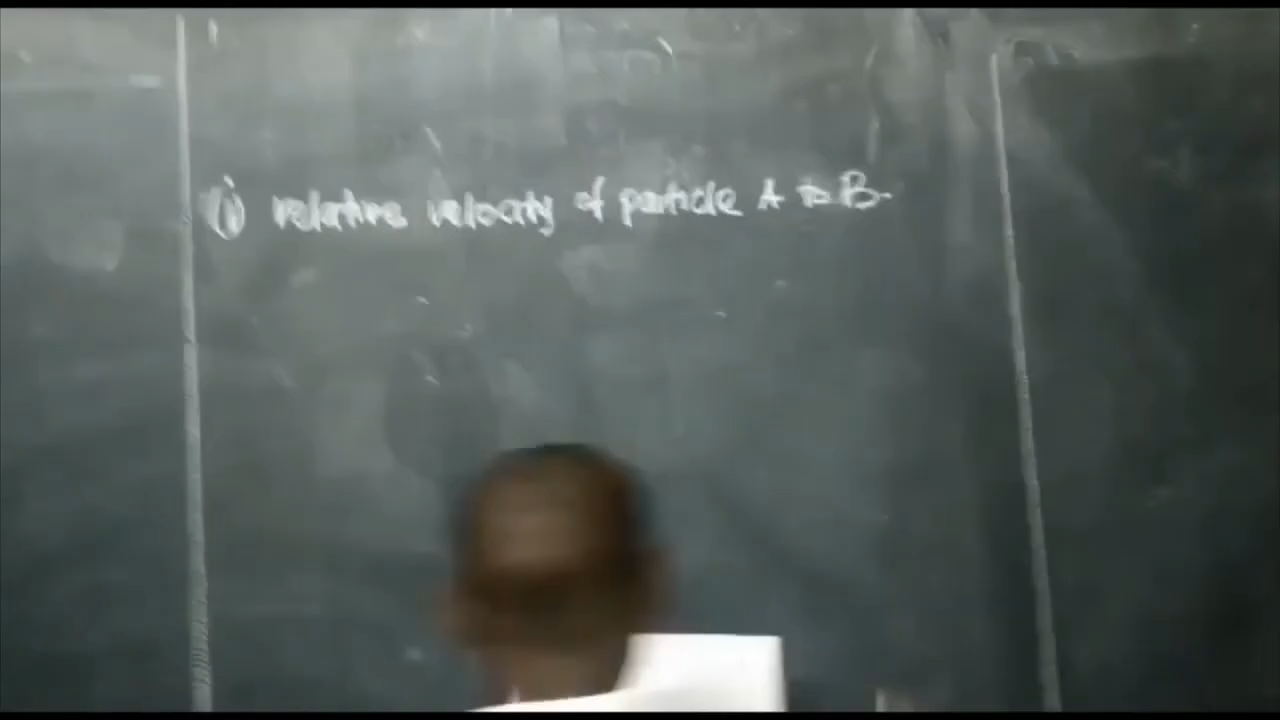 (i) relative velocity of particle A to B.